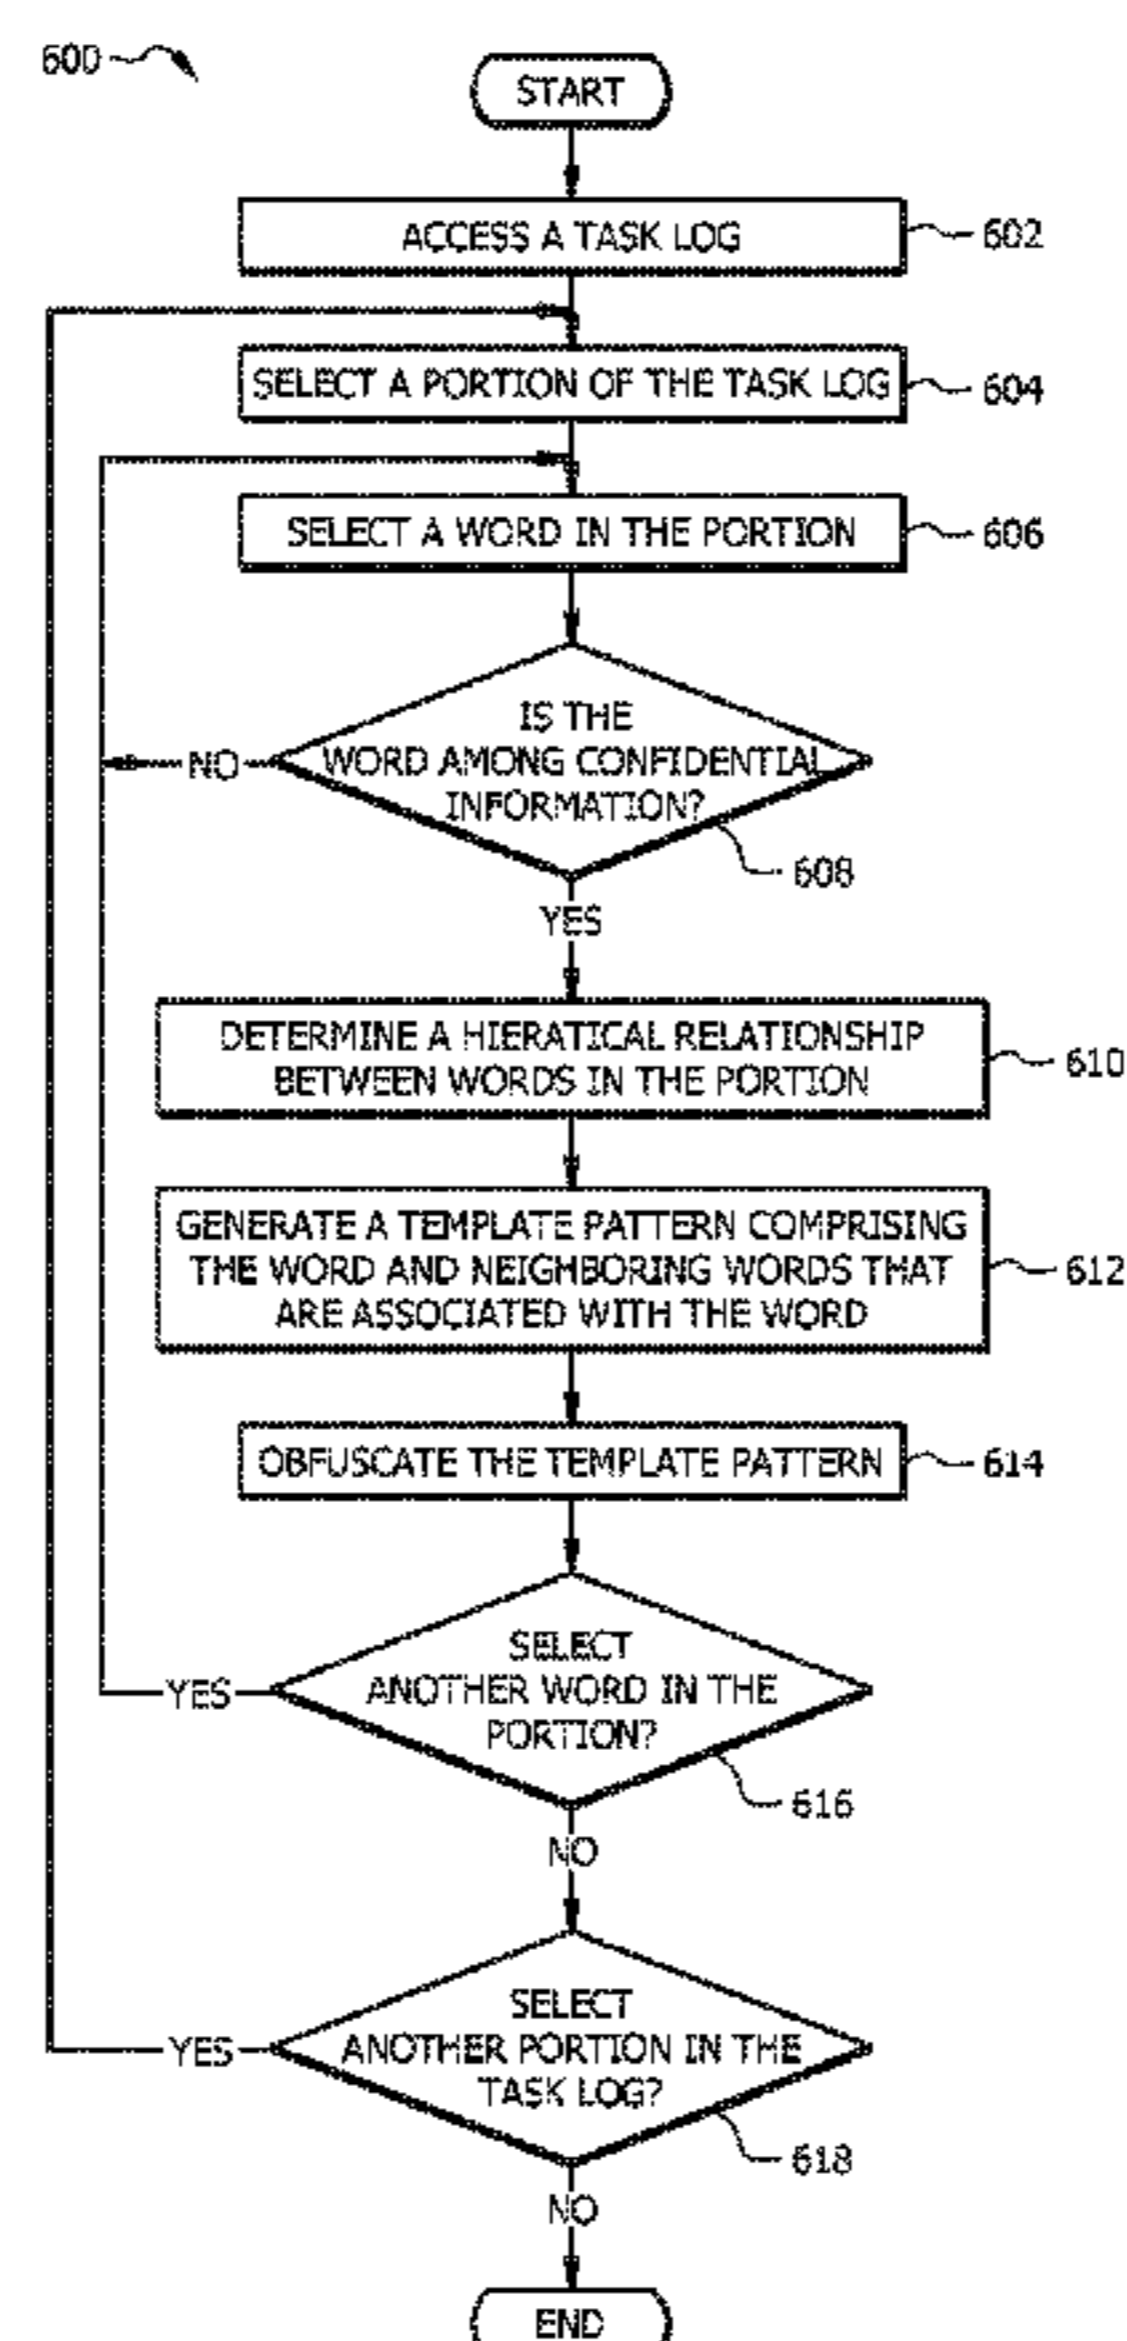 600
START
ACCESS A TASK LOG
602
SELECT A PORTION OF THE TASK LOG
604
SELECT A WORD IN THE PORTION
606
IS THE
WORD AMONG CONFIDENTIAL
INFORMATION?
NO
608
YES
DETERMINE A HIERATICAL RELATIONSHIP
BETWEEN WORDS IN THE PORTION
610
GENERATE A TEMPLATE PATTERN COMPRISING
THE WORD AND NEIGHBORING WORDS THAT
ARE ASSOCIATED WITH THE WORD
612
OBFUSCATE THE TEMPLATE PATTERN
614
SELECT
ANOTHER WORD IN THE
PORTION?
YES
616
NO
SELECT
ANOTHER PORTION IN THE
TASK LOG?
YES
618
NO
END